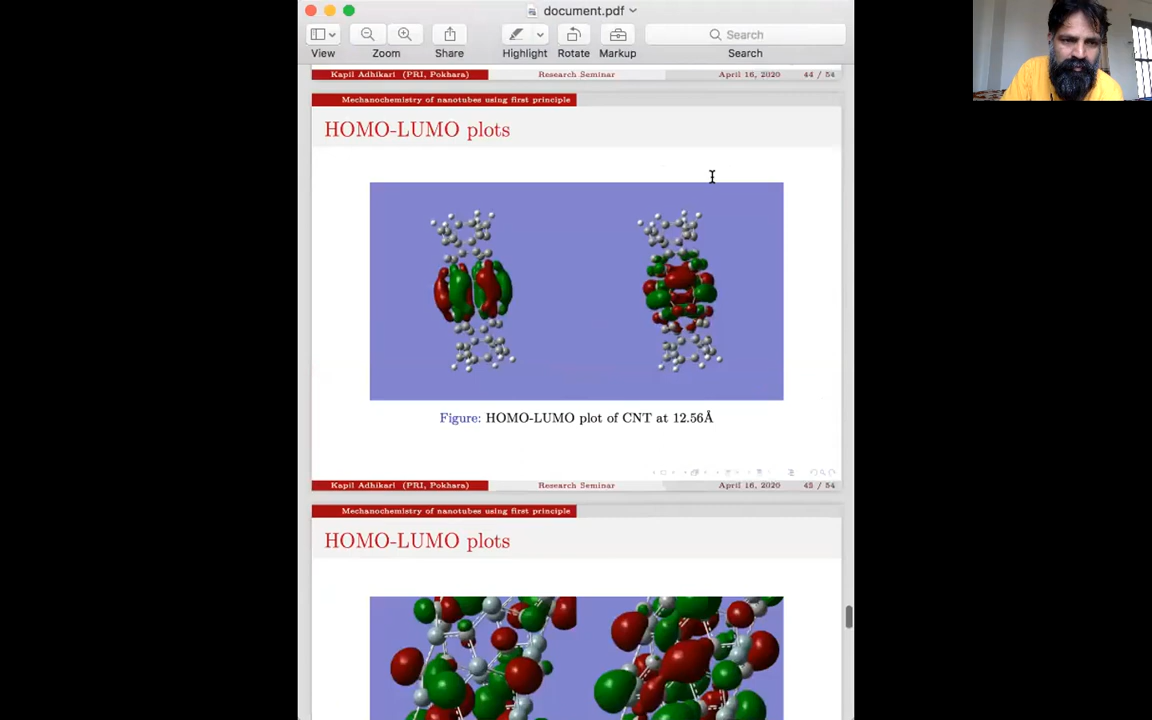 document.pdf
View
Zoom
Share
Highlight
Rotate
Markup
Search
Search
Kapil Adhikari (PRI, Pokhara) Research Seminar April 16, 2020 44 / 54
Mechanochemistry of nanotubes using first principle
HOMO-LUMO plots
Figure: HOMO-LUMO plot of CNT at 12.56Å
Kapil Adhikari (PRI, Pokhara) Research Seminar April 16, 2020 45 / 54
Mechanochemistry of nanotubes using first principle
HOMO-LUMO plots